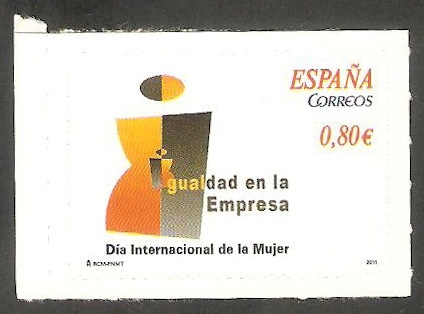 ESPAÑA
CORREOS
0,80€
Igualdad en la
Empresa
Día Internacional de la Mujer
RCM-FNMT
2011